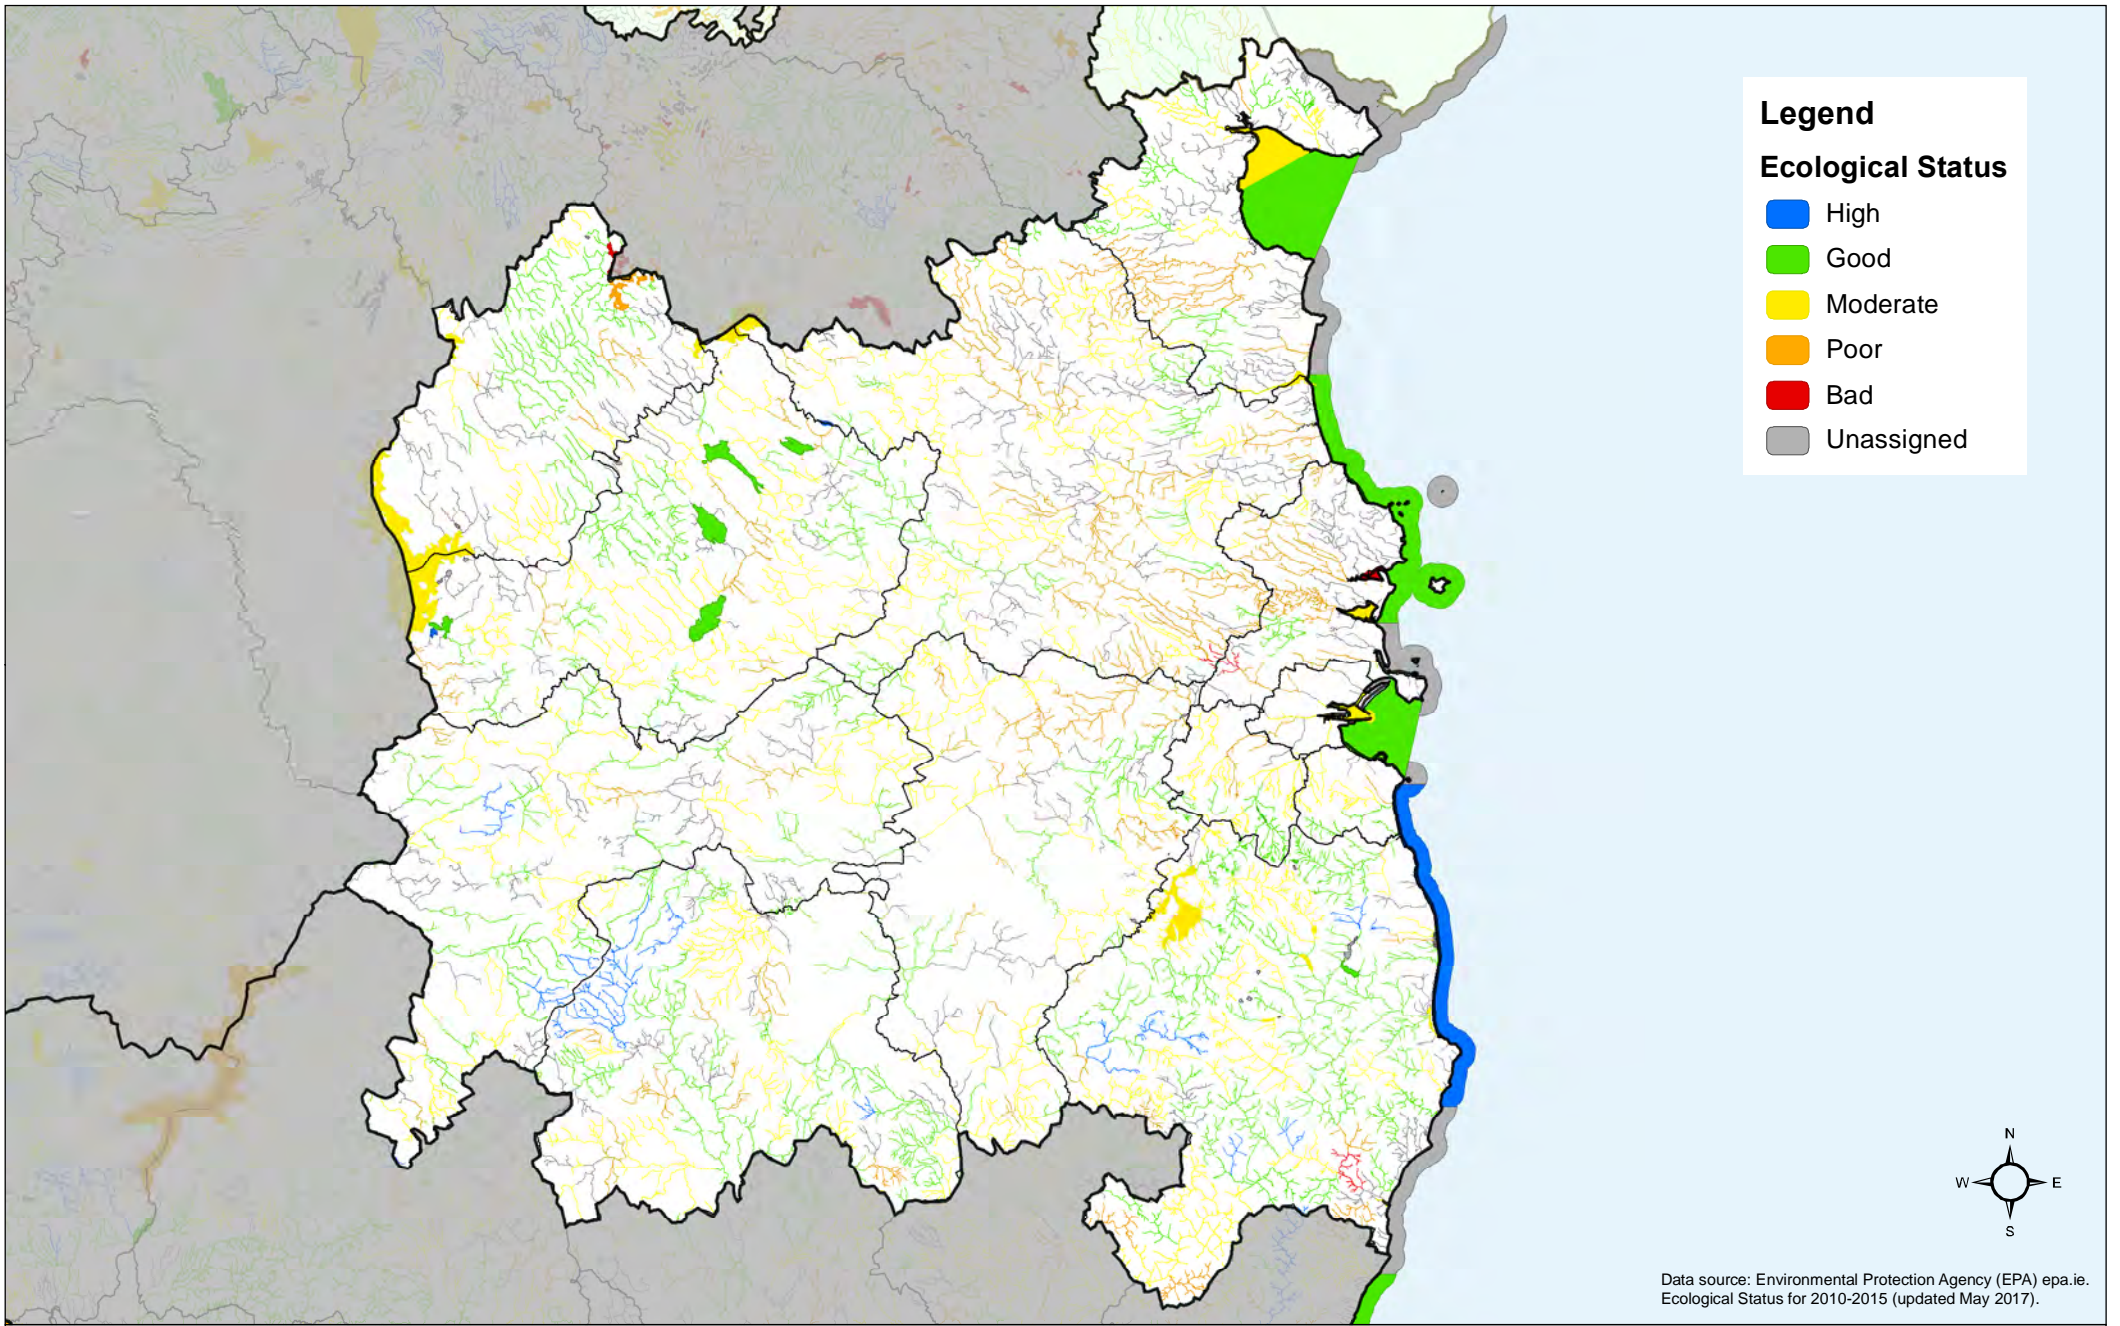 Legend
Ecological Status
High
Good
Moderate
Poor
Bad
Unassigned
N
W E
S
Data source: Environmental Protection Agency (EPA) epa.ie.
Ecological Status for 2010-2015 (updated May 2017).